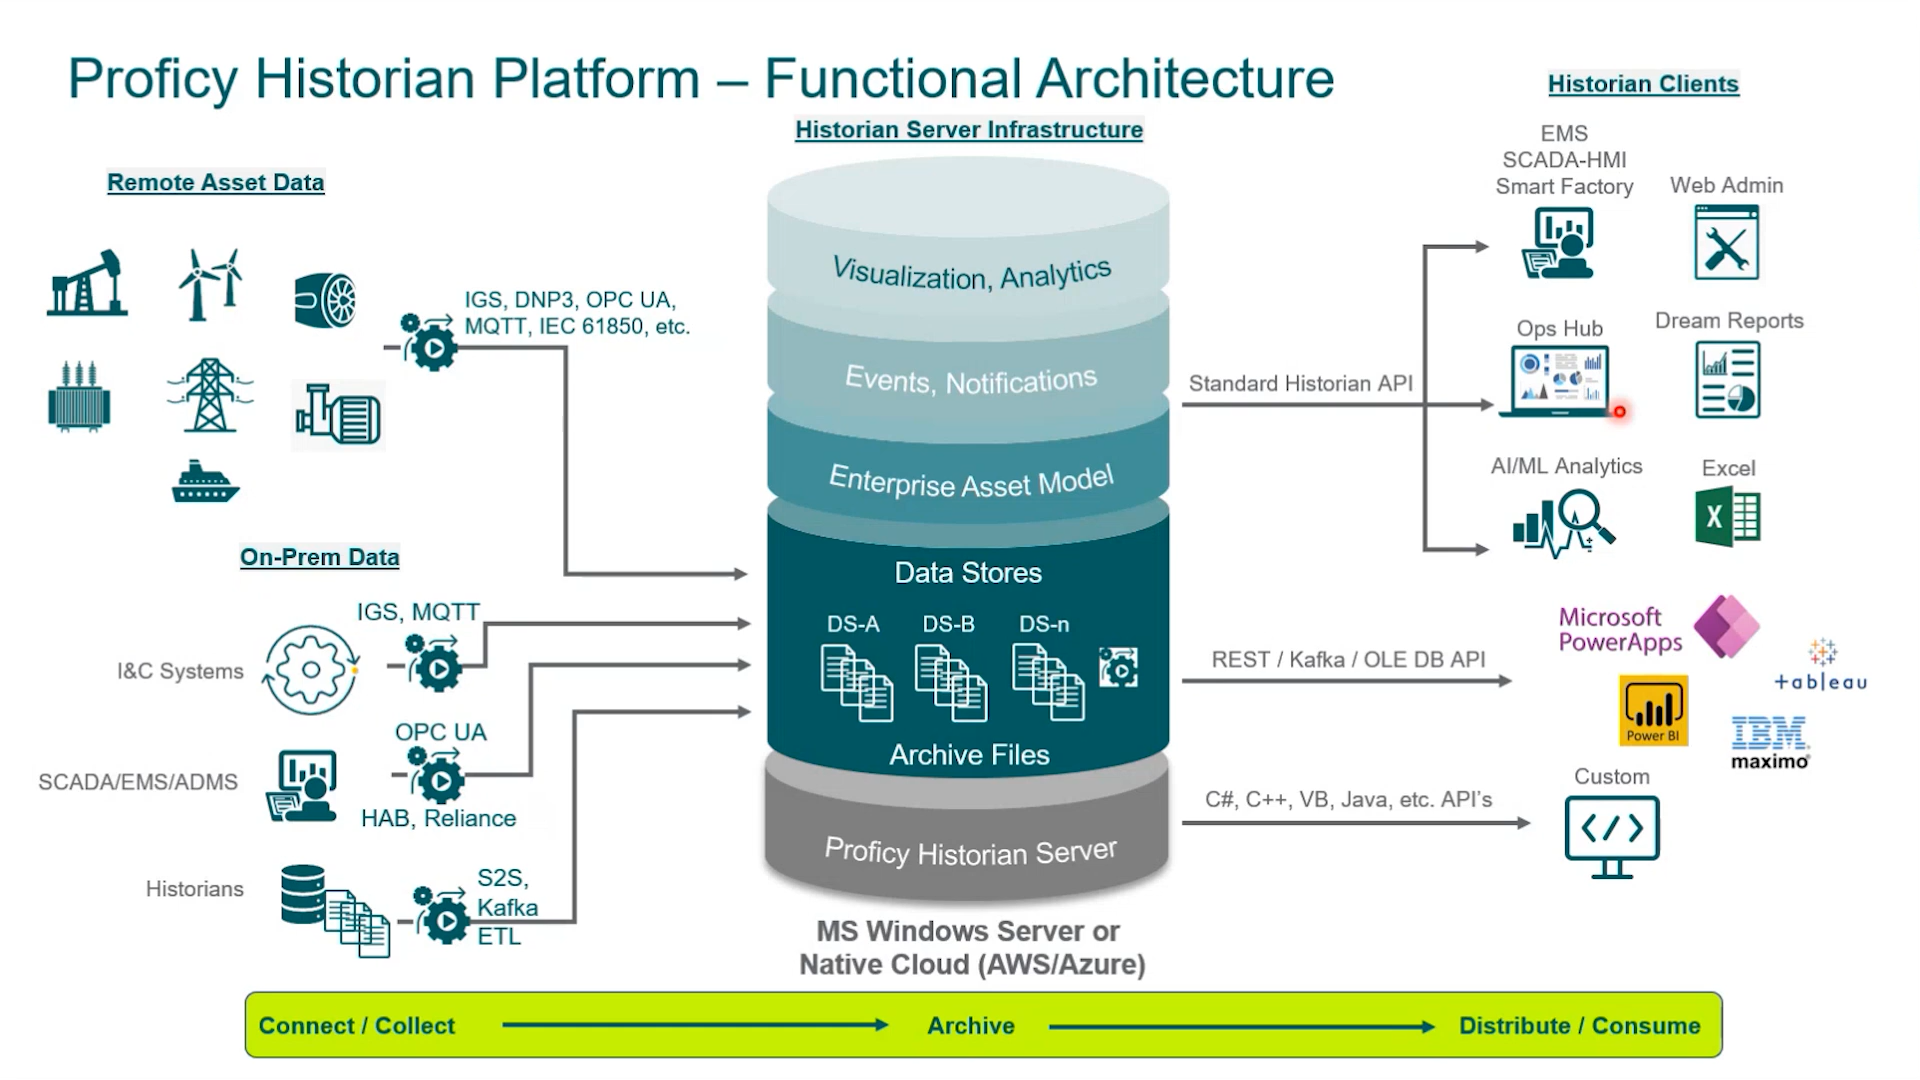 Proficy Historian Platform – Functional Architecture
Historian Clients
Historian Server Infrastructure
Remote Asset Data
IGS, DNP3, OPC UA,
MQTT, IEC 61850, etc.
On-Prem Data
IGS, MQTT
I&C Systems
OPC UA
SCADA/EMS/ADMS
HAB, Reliance
Historians
S2S,
Kafka
ETL
Visualization, Analytics
Events, Notifications
Enterprise Asset Model
Data Stores
DS-A
DS-B
DS-n
Archive Files
Proficy Historian Server
MS Windows Server or
Native Cloud (AWS/Azure)
Standard Historian API
REST / Kafka / OLE DB API
C#, C++, VB, Java, etc. API's
EMS
SCADA-HMI
Smart Factory
Web Admin
Ops Hub
Dream Reports
AI/ML Analytics
Excel
X
Microsoft
PowerApps
+ableau
Power BI
IBM
maximo
Custom
</>
Connect / Collect
Archive
Distribute / Consume